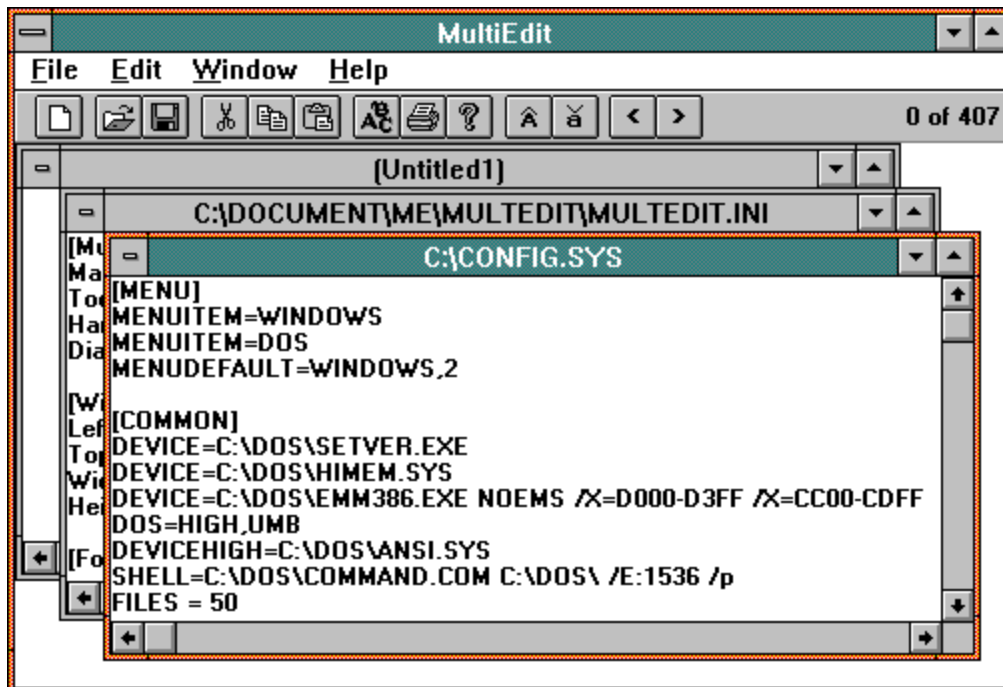 MultiEdit
File Edit Window Help
ABC ? A a < > 0 of 407
(Untitled1)
C:\DOCUMENT\ME\MULTEDIT\MULTEDIT.INI
C:\CONFIG.SYS
[MENU]
MENUITEM=WINDOWS
MENUITEM=DOS
MENUDEFAULT=WINDOWS,2
[COMMON]
DEVICE=C:\DOS\SETVER.EXE
DEVICE=C:\DOS\HIMEM.SYS
DEVICE=C:\DOS\EMM386.EXE NOEMS /X=D000-D3FF /X=CC00-CDFF
DOS=HIGH,UMB
DEVICEHIGH=C:\DOS\ANSI.SYS
SHELL=C:\DOS\COMMAND.COM C:\DOS\ /E:1536 /p
FILES = 50